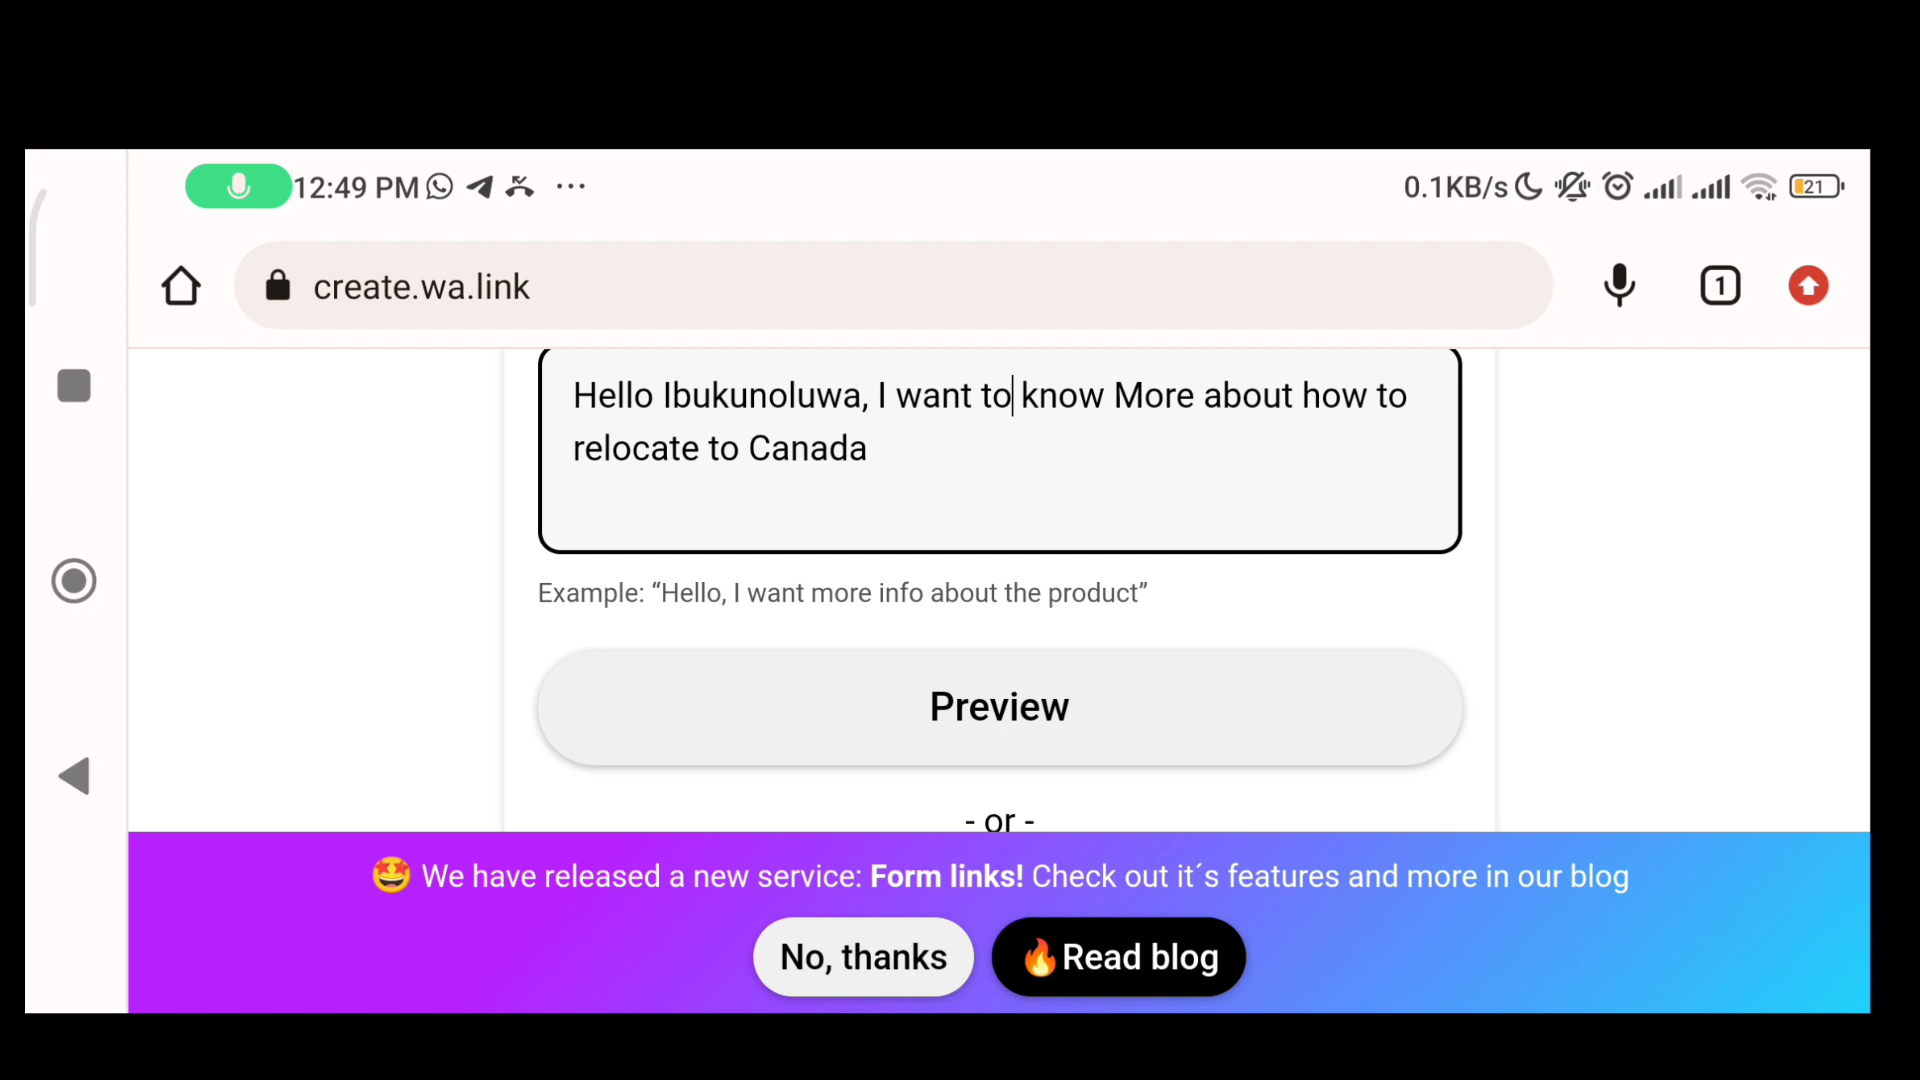 12:49 PM ...
0.1KB/s
21
create.wa.link
1
Hello Ibukunoluwa, I want to know More about how to
relocate to Canada
Example: “Hello, I want more info about the product”
Preview
- or -
🤩 We have released a new service: Form links! Check out it´s features and more in our blog
No, thanks
🔥Read blog